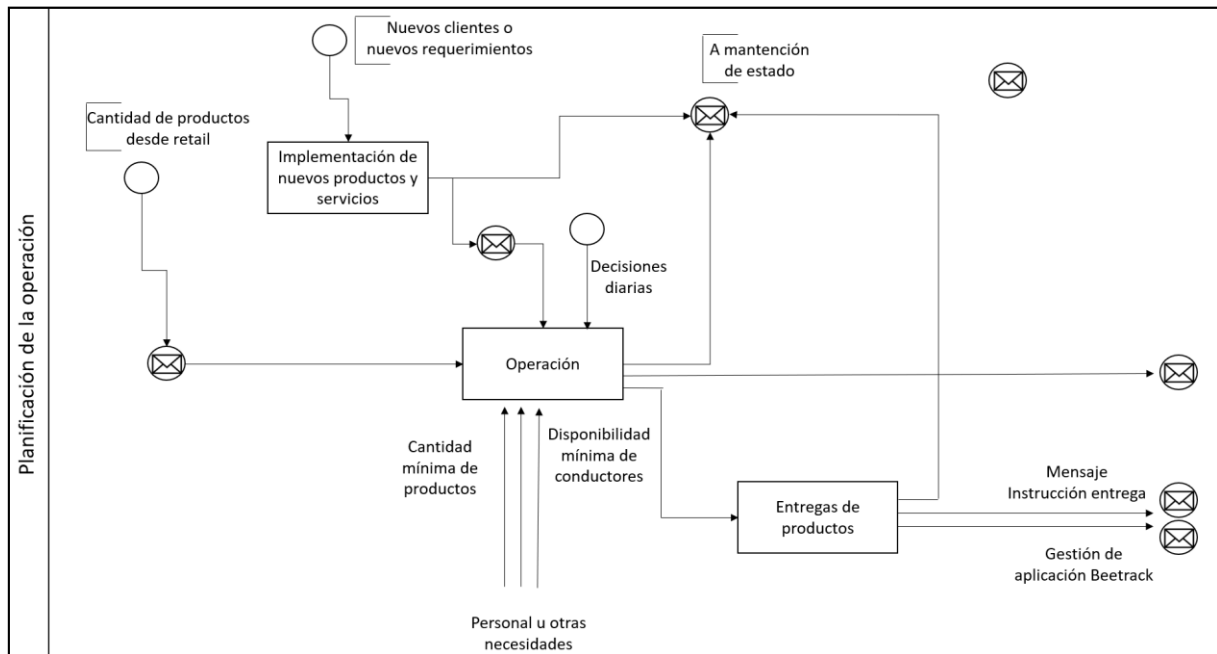 Planificación de la operación
Nuevos clientes o
nuevos requerimientos
A mantención
de estado
Cantidad de productos
desde retail
Implementación de
nuevos productos y
servicios
Decisiones
diarias
Operación
Cantidad
mínima de
productos
Disponibilidad
mínima de
conductores
Entregas de
productos
Mensaje
Instrucción entrega
Gestión de
aplicación Beetrack
Personal u otras
necesidades